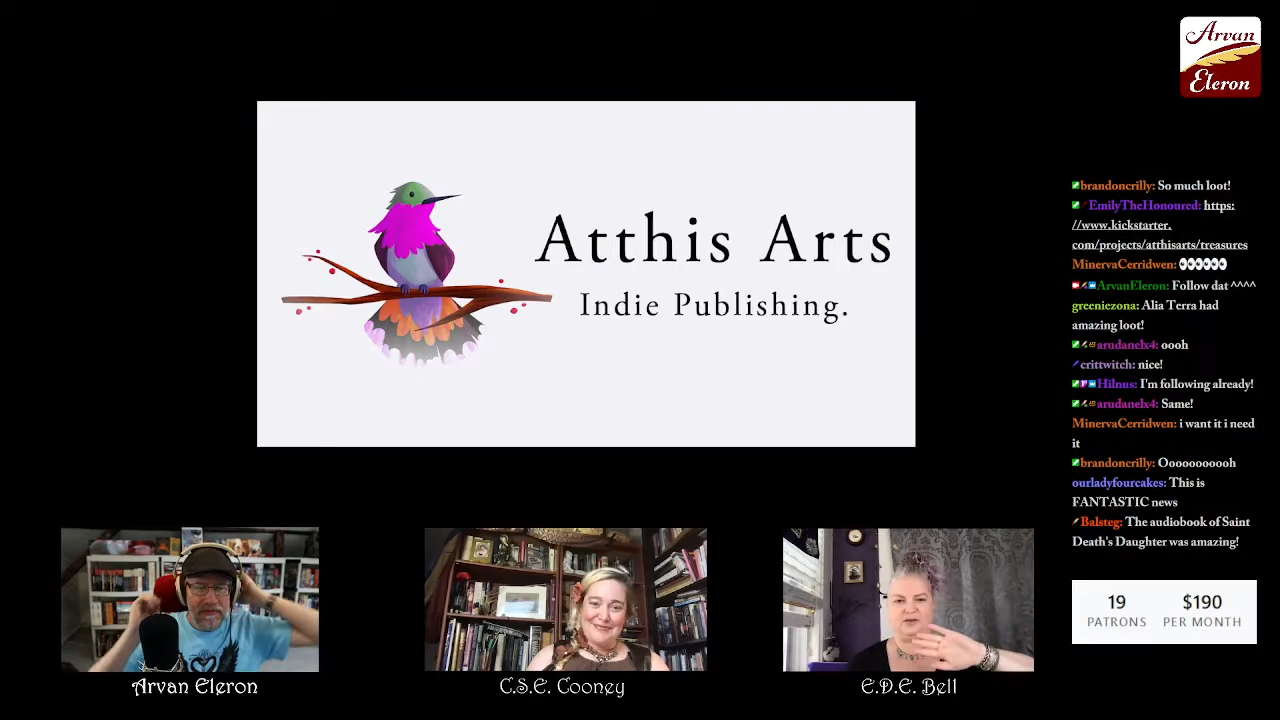 Arvan
Eleron
Atthis Arts
Indie Publishing.
brandoncrilly: So much loot!
EmilyTheHonoured: https:
//www.kickstarter.
com/projects/atthisarts/treasures
MinervaCerridwen: 👀👀👀
ArvanEleron: Follow dat ^^^^
greeniezona: Alia Terra had
amazing loot!
arudanelx4: oooh
crittwitch: nice!
Hilnus: I'm following already!
arudanelx4: Same!
MinervaCerridwen: i want it i need
it
brandoncrilly: Oooooooooooh
ourladyfourcakes: This is
FANTASTIC news
Balsteg: The audiobook of Saint
Death's Daughter was amazing!
19 $190
PATRONS PER MONTH
Arvan Eleron
C.S.E. Cooney
E.D.E. Bell